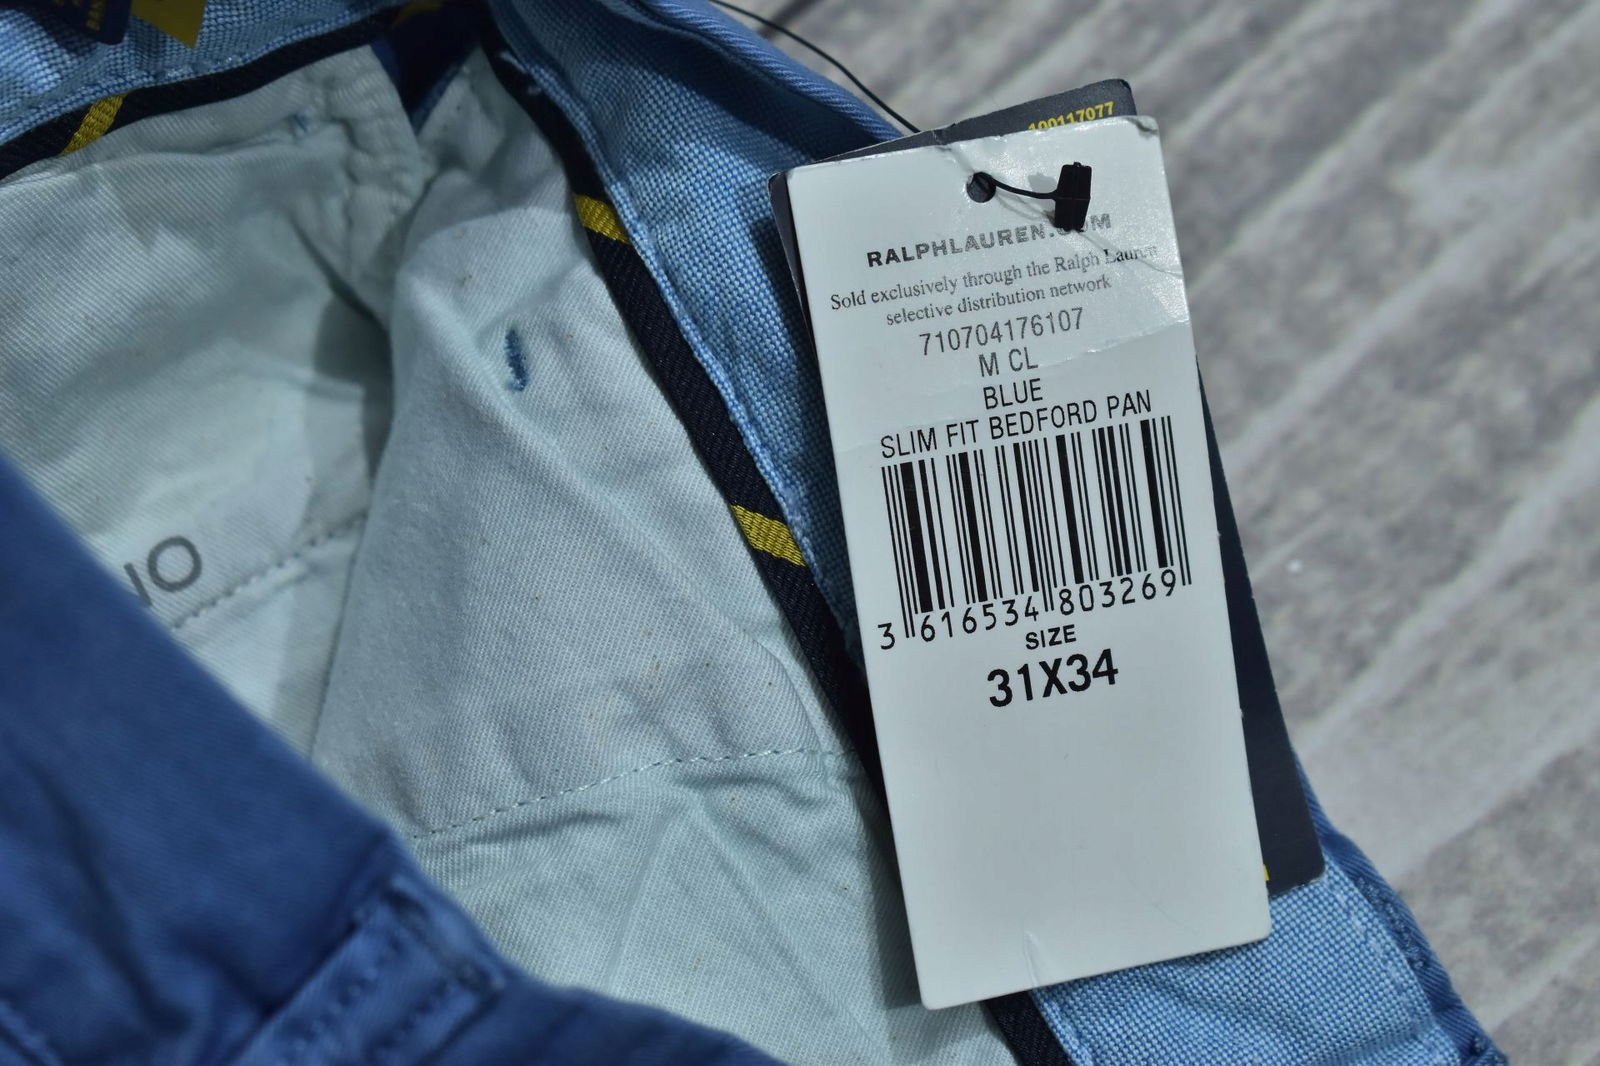 100117077
RALPHLAUREN.COM
Sold exclusively through the Ralph Lauren
selective distribution network
710704176107
M CL
BLUE
SLIM FIT BEDFORD PAN
3 616534 803269
SIZE
31X34